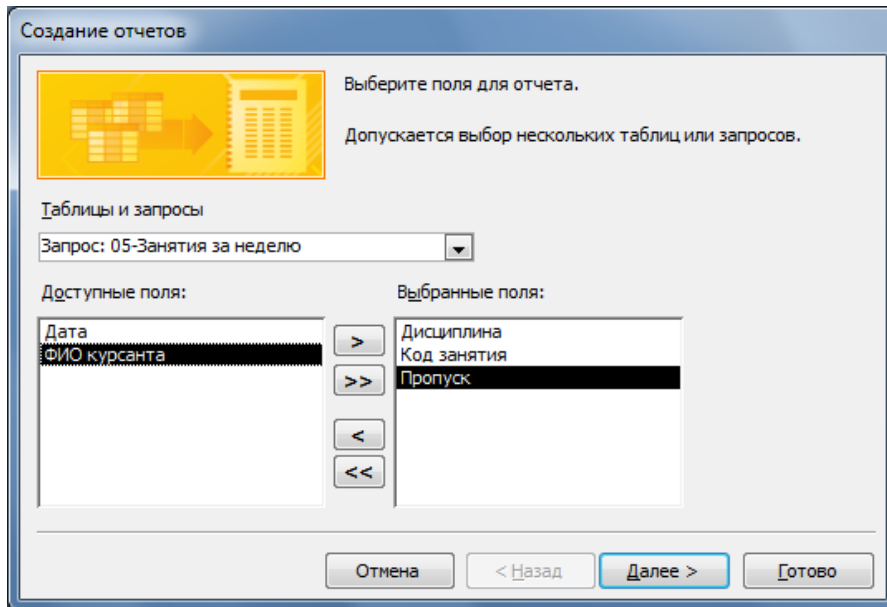 Создание отчетов
Выберите поля для отчета.
Допускается выбор нескольких таблиц или запросов.
Таблицы и запросы
Запрос: 05-Занятия за неделю
Доступные поля:
Выбранные поля:
Дата
ФИО курсанта
>
>>
<
<<
Дисциплина
Код занятия
Пропуск
Отмена
< Назад
Далее >
Готово